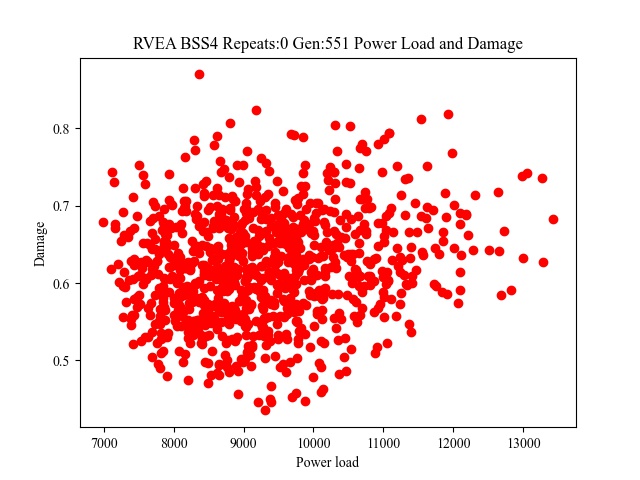 RVEA BSS4 Repeats:0 Gen:551 Power Load and Damage
0.8
0.7
0.6
0.5
Damage
7000 8000 9000 10000 11000 12000 13000
Power load